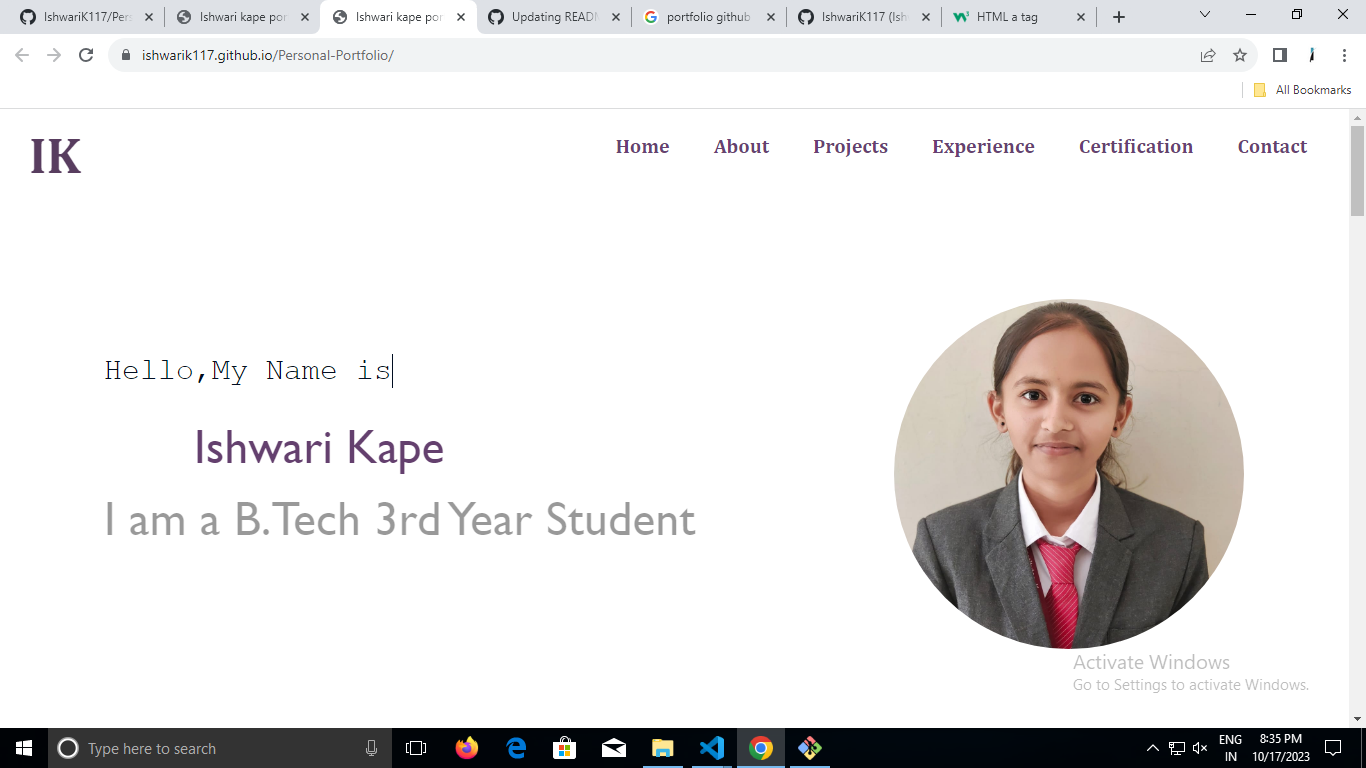 IshwariK117/Pers
Ishwari kape por
Ishwari kape por
Updating READM
portfolio github
IshwariK117 (Ish
HTML a tag
ishwarik117.github.io/Personal-Portfolio/
All Bookmarks
IK
Home About Projects Experience Certification Contact
Hello,My Name is
Ishwari Kape
I am a B.Tech 3rd Year Student
Activate Windows
Go to Settings to activate Windows.
Type here to search
ENG
IN
8:35 PM
10/17/2023